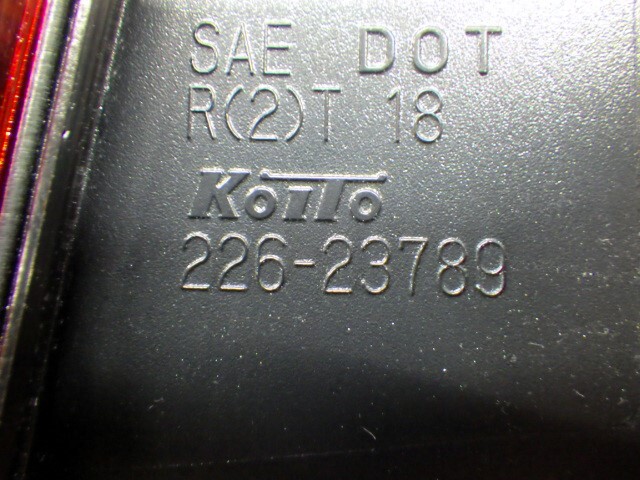 SAE DOT
R(2)T 18
KoiTo
226-23789